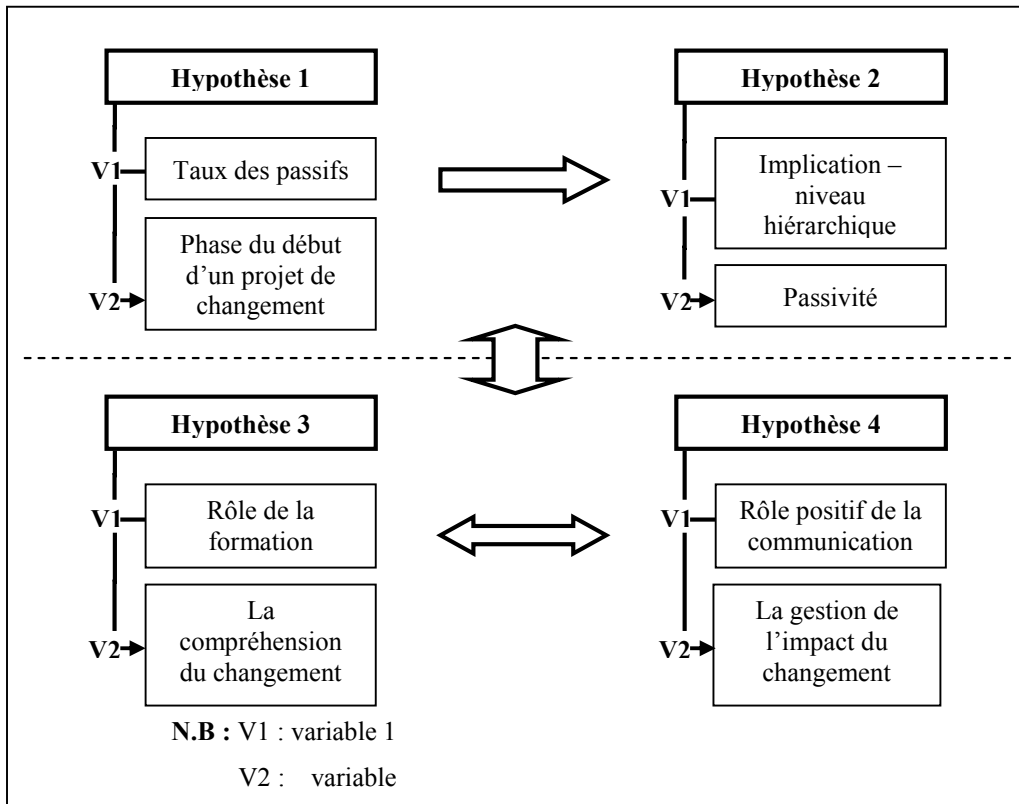 Hypothèse 1
V1
Taux des passifs
V2
Phase du début
d'un projet de
changement
Hypothèse 2
V1
Implication –
niveau
hiérarchique
V2
Passivité
Hypothèse 3
V1
Rôle de la
formation
V2
La
compréhension
du changement
Hypothèse 4
V1
Rôle positif de la
communication
V2
La gestion de
l'impact du
changement
N.B : V1 : variable 1
V2 : variable